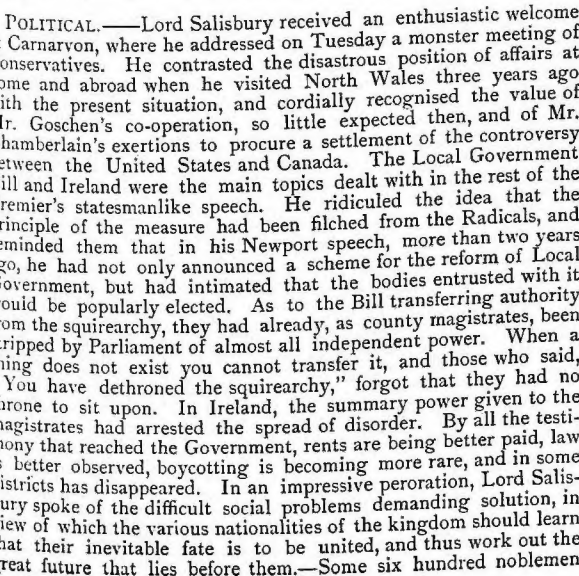 POLITICAL.——Lord Salisbury received an enthusiastic welcome
Carnarvon, where he addressed on Tuesday a monster meeting of
onservatives. He contrasted the disastrous position of affairs at
ome and abroad when he visited North Wales three years ago
ith the present situation, and cordially recognised the value of
Mr. Goschen's co-operation, so little expected then, and of Mr.
hamberlain's exertions to procure a settlement of the controversy
etween the United States and Canada. The Local Government
ill and Ireland were the main topics dealt with in the rest of the
remier's statesmanlike speech. He ridiculed the idea that the
rinciple of the measure had been filched from the Radicals, and
eminded them that in his Newport speech, more than two years
go, he had not only announced a scheme for the reform of Local
overnment, but had intimated that the bodies entrusted with it
ould be popularly elected. As to the Bill transferring authority
rom the squirearchy, they had already, as county magistrates, been
tripped by Parliament of almost all independent power. When a
hing does not exist you cannot transfer it, and those who said,
"You have dethroned the squirearchy," forgot that they had no
hrone to sit upon. In Ireland, the summary power given to the
magistrates had arrested the spread of disorder. By all the testi-
mony that reached the Government, rents are being better paid, law
s better observed, boycotting is becoming more rare, and in some
istricts has disappeared. In an impressive peroration, Lord Salis-
ury spoke of the difficult social problems demanding solution, in
iew of which the various nationalities of the kingdom should learn
hat their inevitable fate is to be united, and thus work out the
great future that lies before them.—Some six hundred noblemen